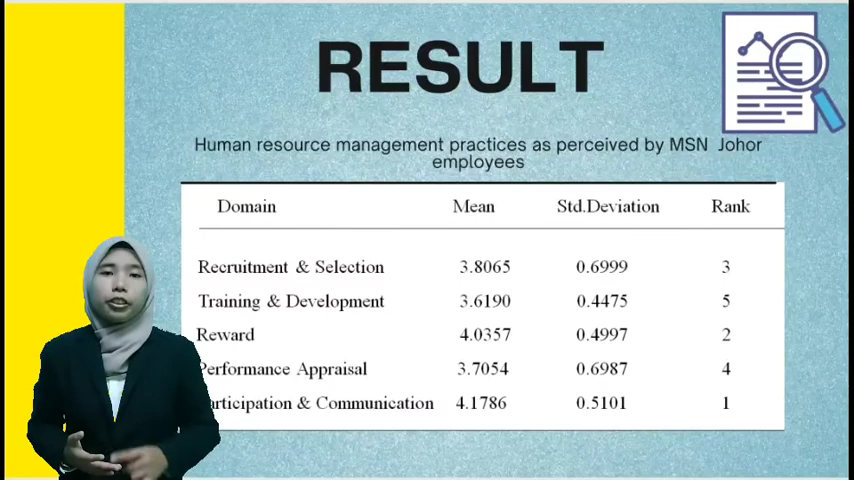 RESULT
Human resource management practices as perceived by MSN Johor
employees
Domain Mean Std.Deviation Rank
Recruitment & Selection 3.8065 0.6999 3
Training & Development 3.6190 0.4475 5
Reward 4.0357 0.4997 2
Performance Appraisal 3.7054 0.6987 4
articipation & Communication 4.1786 0.5101 1